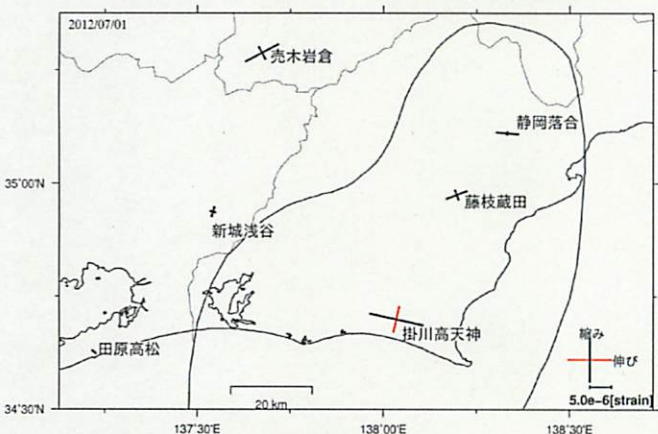 2012/07/01
売木岩倉
静岡落合
35°00'N
藤枝蔵田
新城浅谷
掛川高天神
縮み
田原高松
伸び
5.0e-6[strain]
20 km
34°30'N
137°30'E
138°00'E
138°30'E